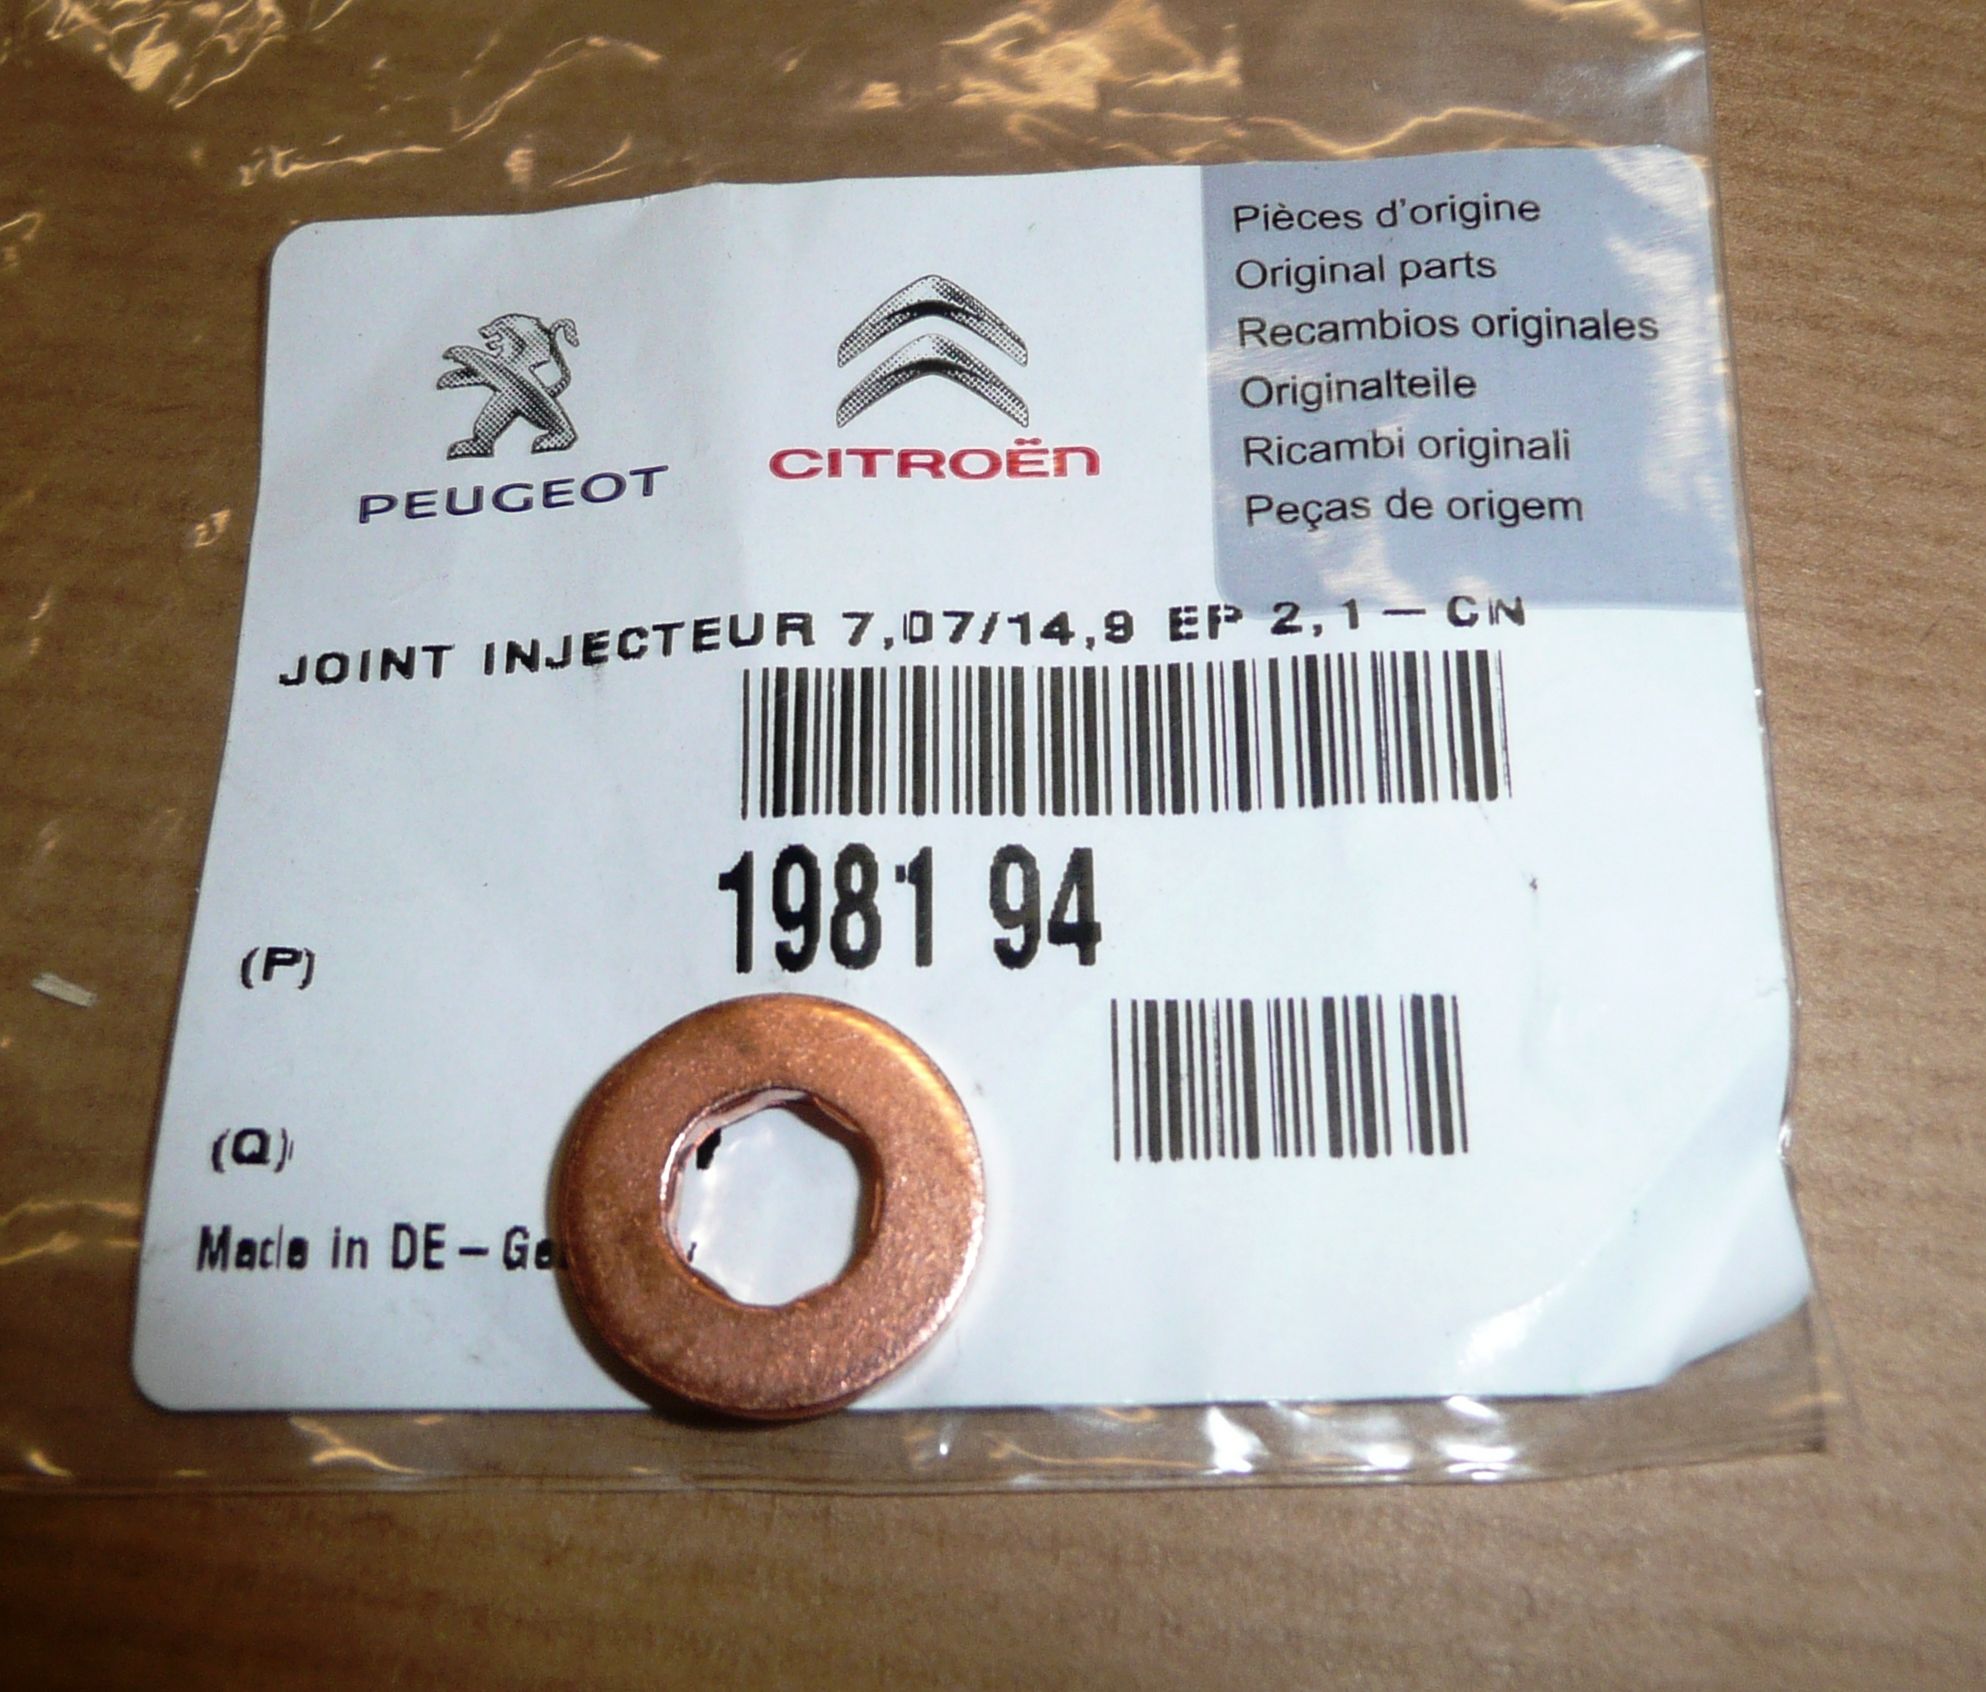 PEUGEOT
CITROËN
Pièces d'origine
Original parts
Recambios originales
Originalteile
Ricambi originali
Peças de origem
JOINT INJECTEUR 7,07/14,9 EP 2,1 – CN
1981 94
(P)
(Q)
Made in DE –